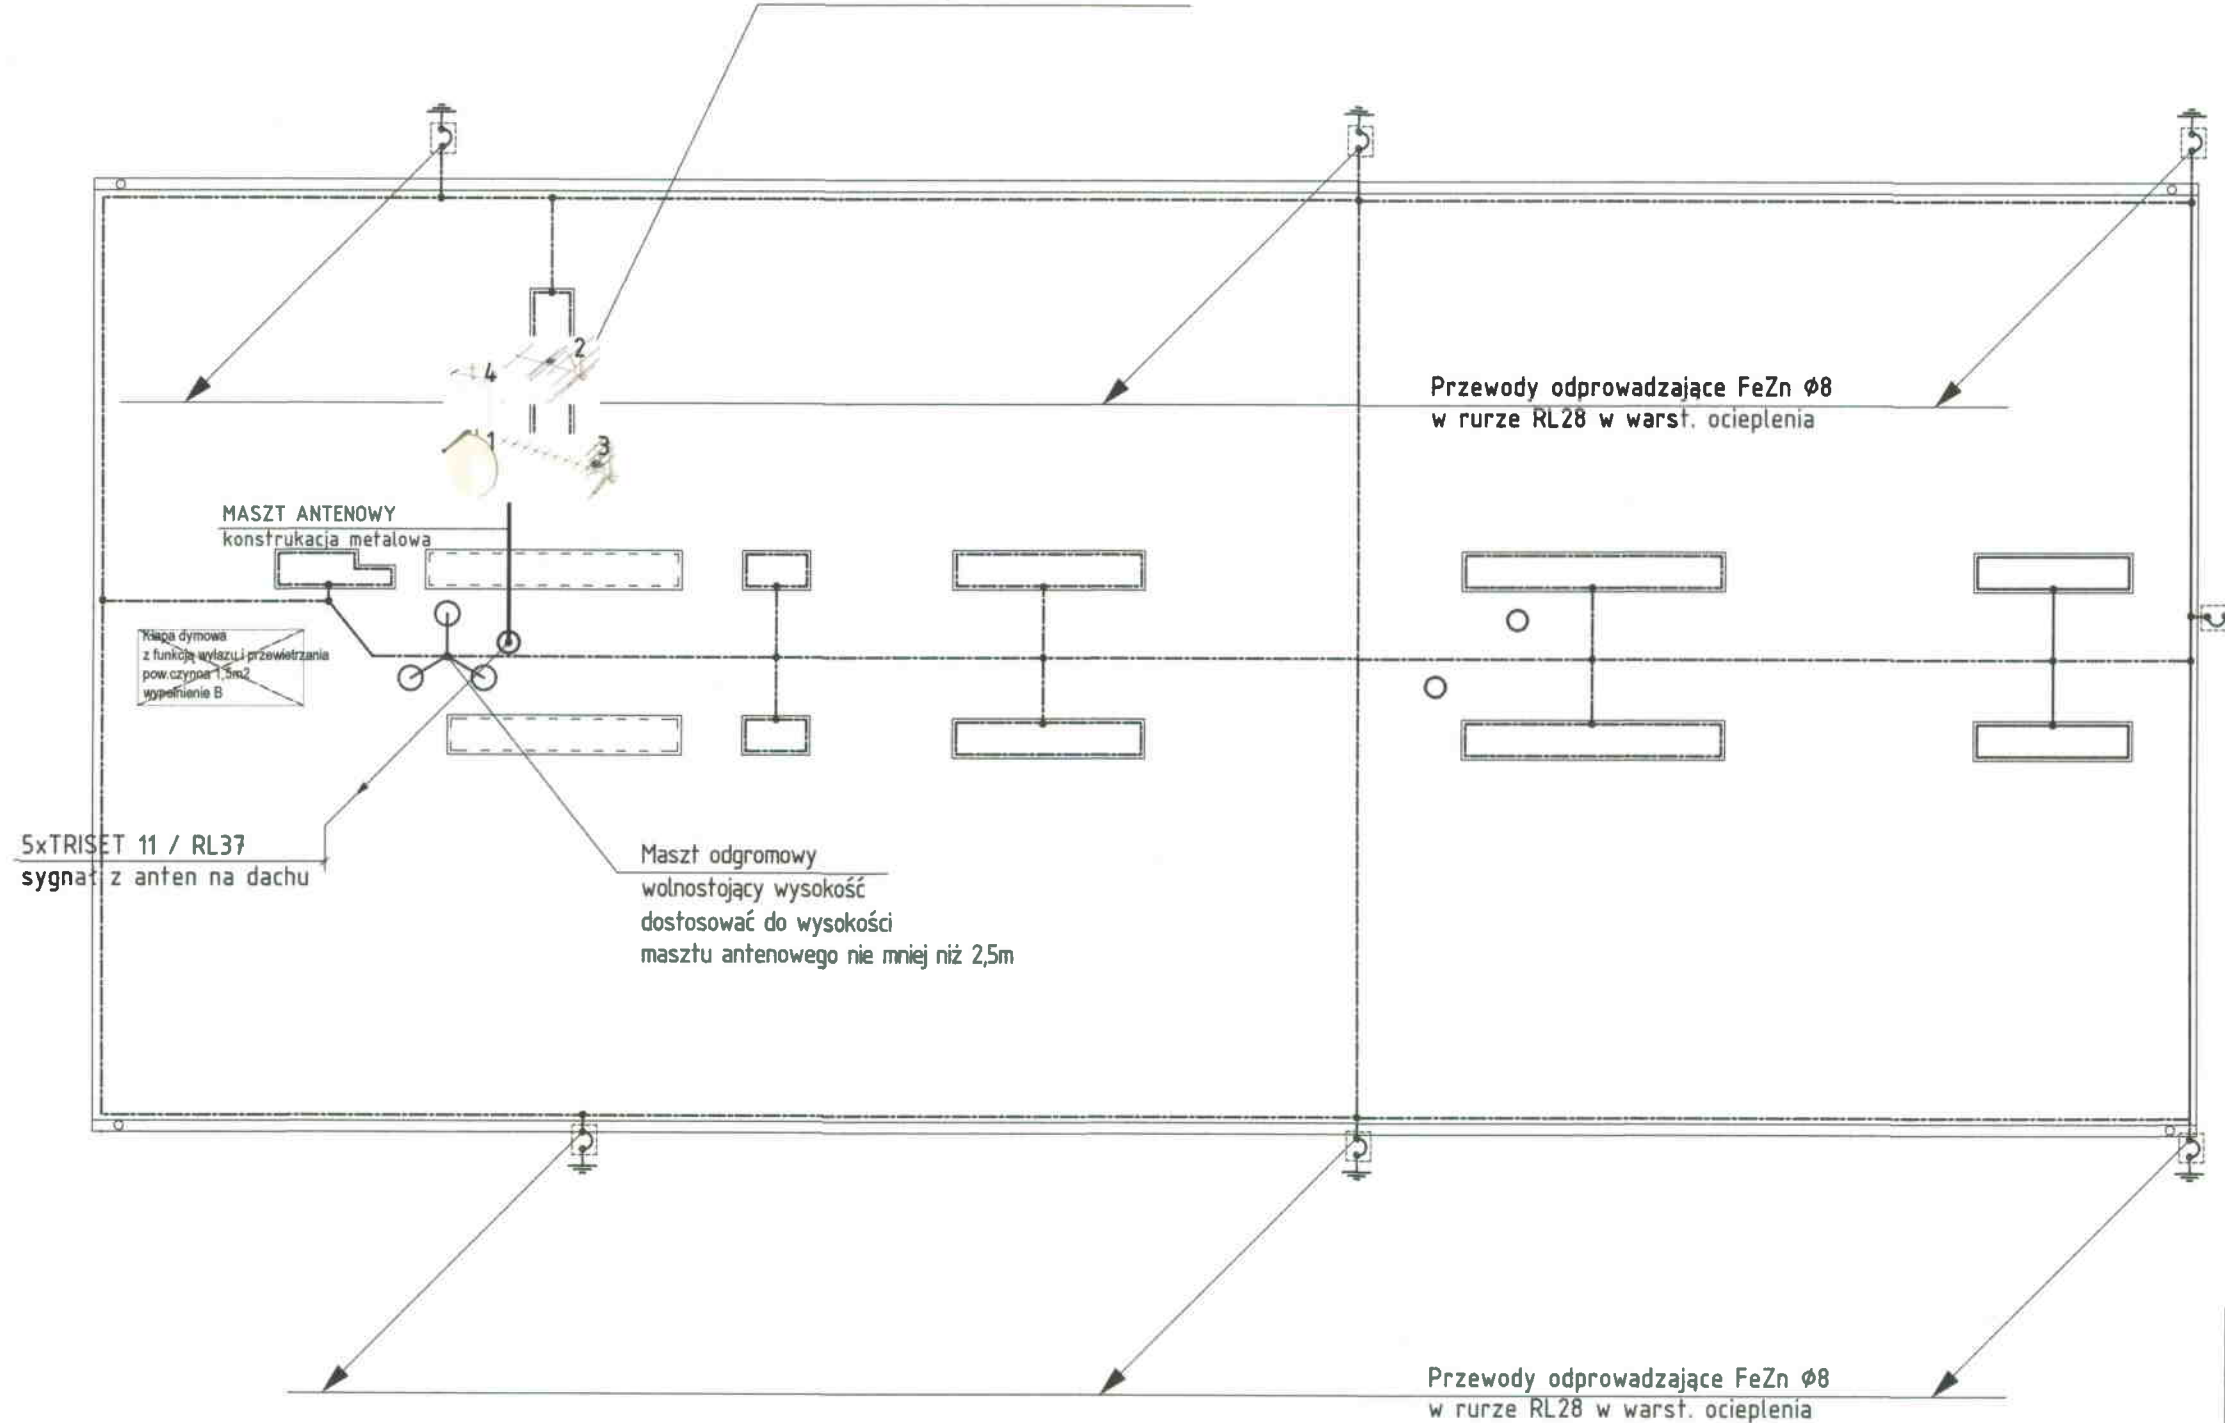 2
4
1
3
Przewody odprowadzające FeZn ø8
w rurze RL28 w warst. ocieplenia
MASZT ANTENOWY
konstrukacja metalowa
Klapa dymowa
z funkcją wyłazu i przewietrzania
pow.czynna 1,5m2
wypełnienie B
5xTRISET 11 / RL37
sygnał z anten na dachu
Maszt odgromowy
wolnostojący wysokość
dostosować do wysokości
masztu antenowego nie mniej niż 2,5m
Przewody odprowadzające FeZn ø8
w rurze RL28 w warst. ocieplenia